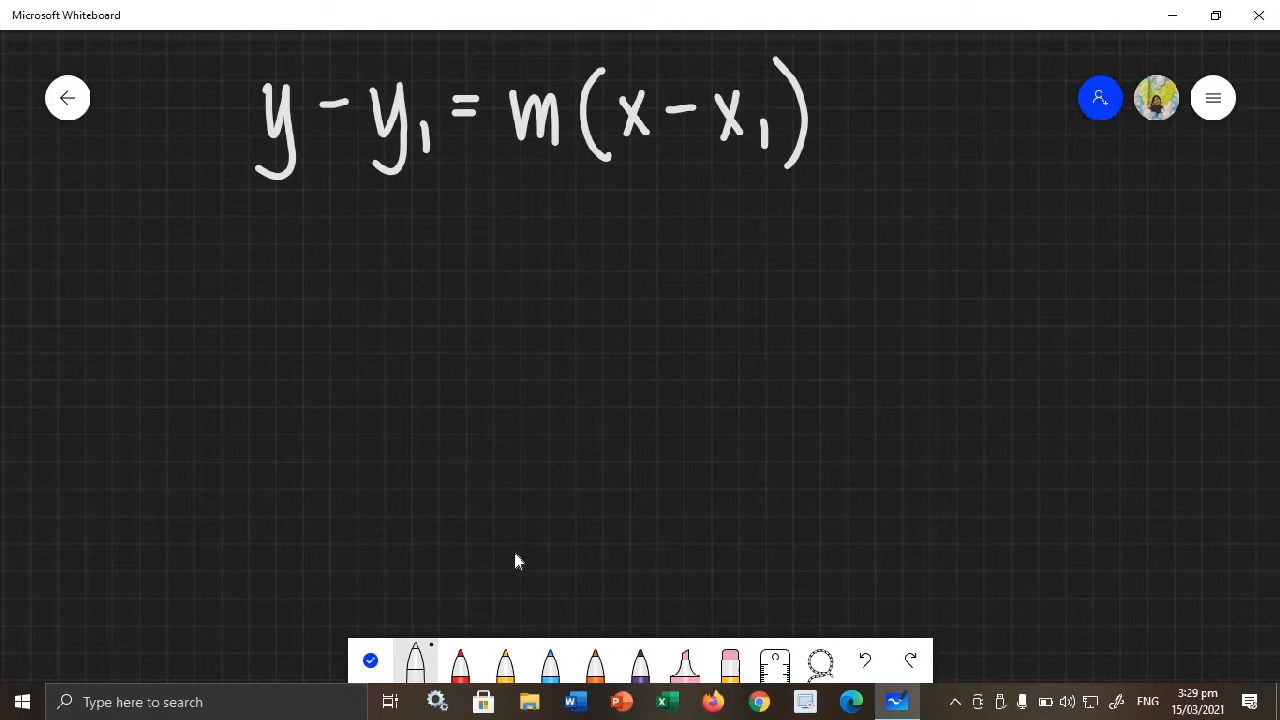 Microsoft Whiteboard
y - y₁ = m(x - x₁)
Type here to search
ENG
3:29 pm
15/03/2021